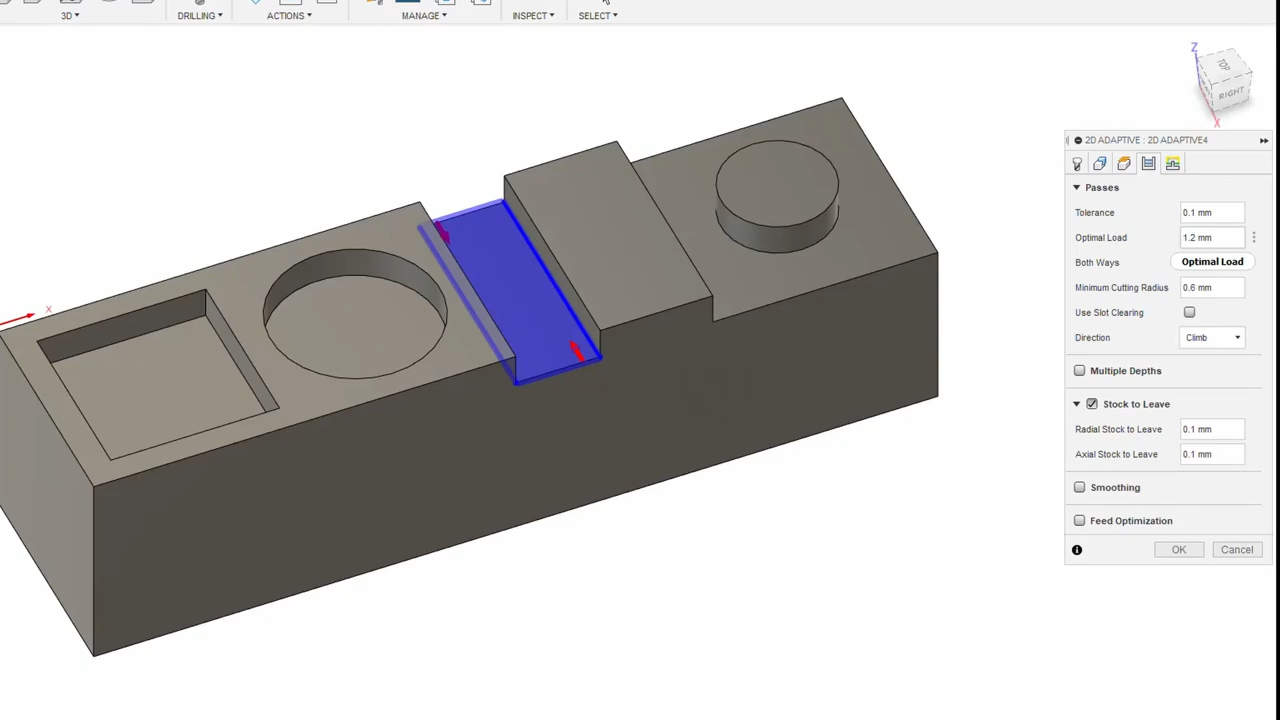 3D DRILLING ACTIONS MANAGE INSPECT SELECT
Z
TOP
RIGHT
X
X
2D ADAPTIVE : 2D ADAPTIVE4
Passes
Tolerance 0.1 mm
Optimal Load 1.2 mm
Both Ways Optimal Load
Minimum Cutting Radius 0.6 mm
Use Slot Clearing
Direction Climb
Multiple Depths
Stock to Leave
Radial Stock to Leave 0.1 mm
Axial Stock to Leave 0.1 mm
Smoothing
Feed Optimization
OK Cancel